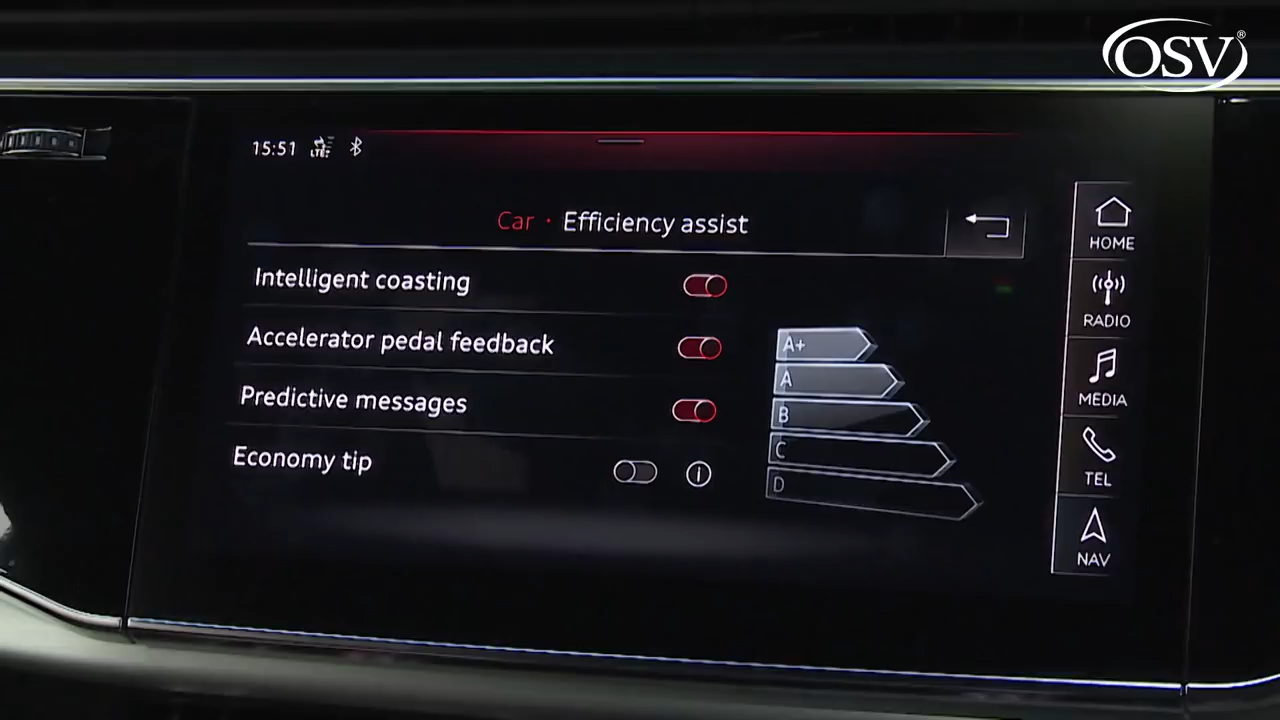 OSV®
15:51 LTE
Car · Efficiency assist
Intelligent coasting
Accelerator pedal feedback
Predictive messages
Economy tip
i
A+
A
B
C
D
HOME
RADIO
MEDIA
TEL
NAV